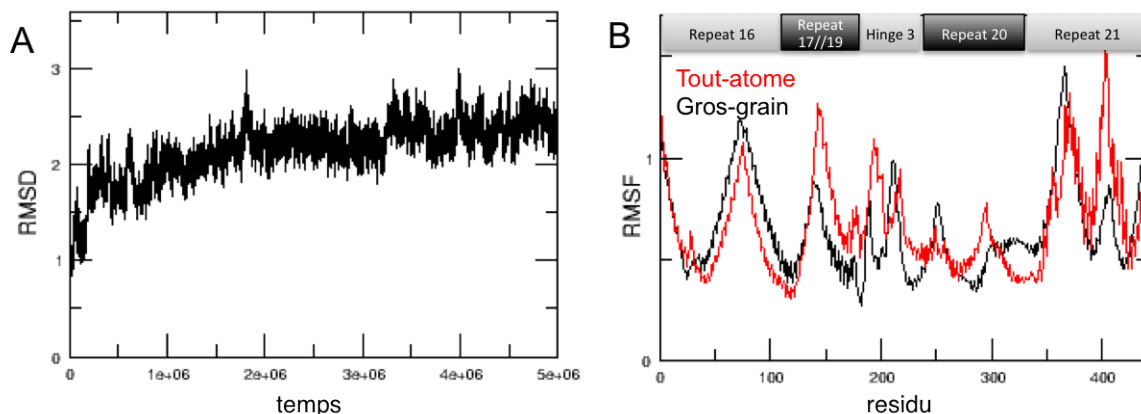 A
RMSD
3
2
1
0
0
1e+06
2e+06
3e+06
4e+06
5e+06
temps
B
Repeat 16
Repeat
17//19
Hinge 3
Repeat 20
Repeat 21
Tout-atome
Gros-grain
RMSF
1
0
0
100
200
300
400
residu